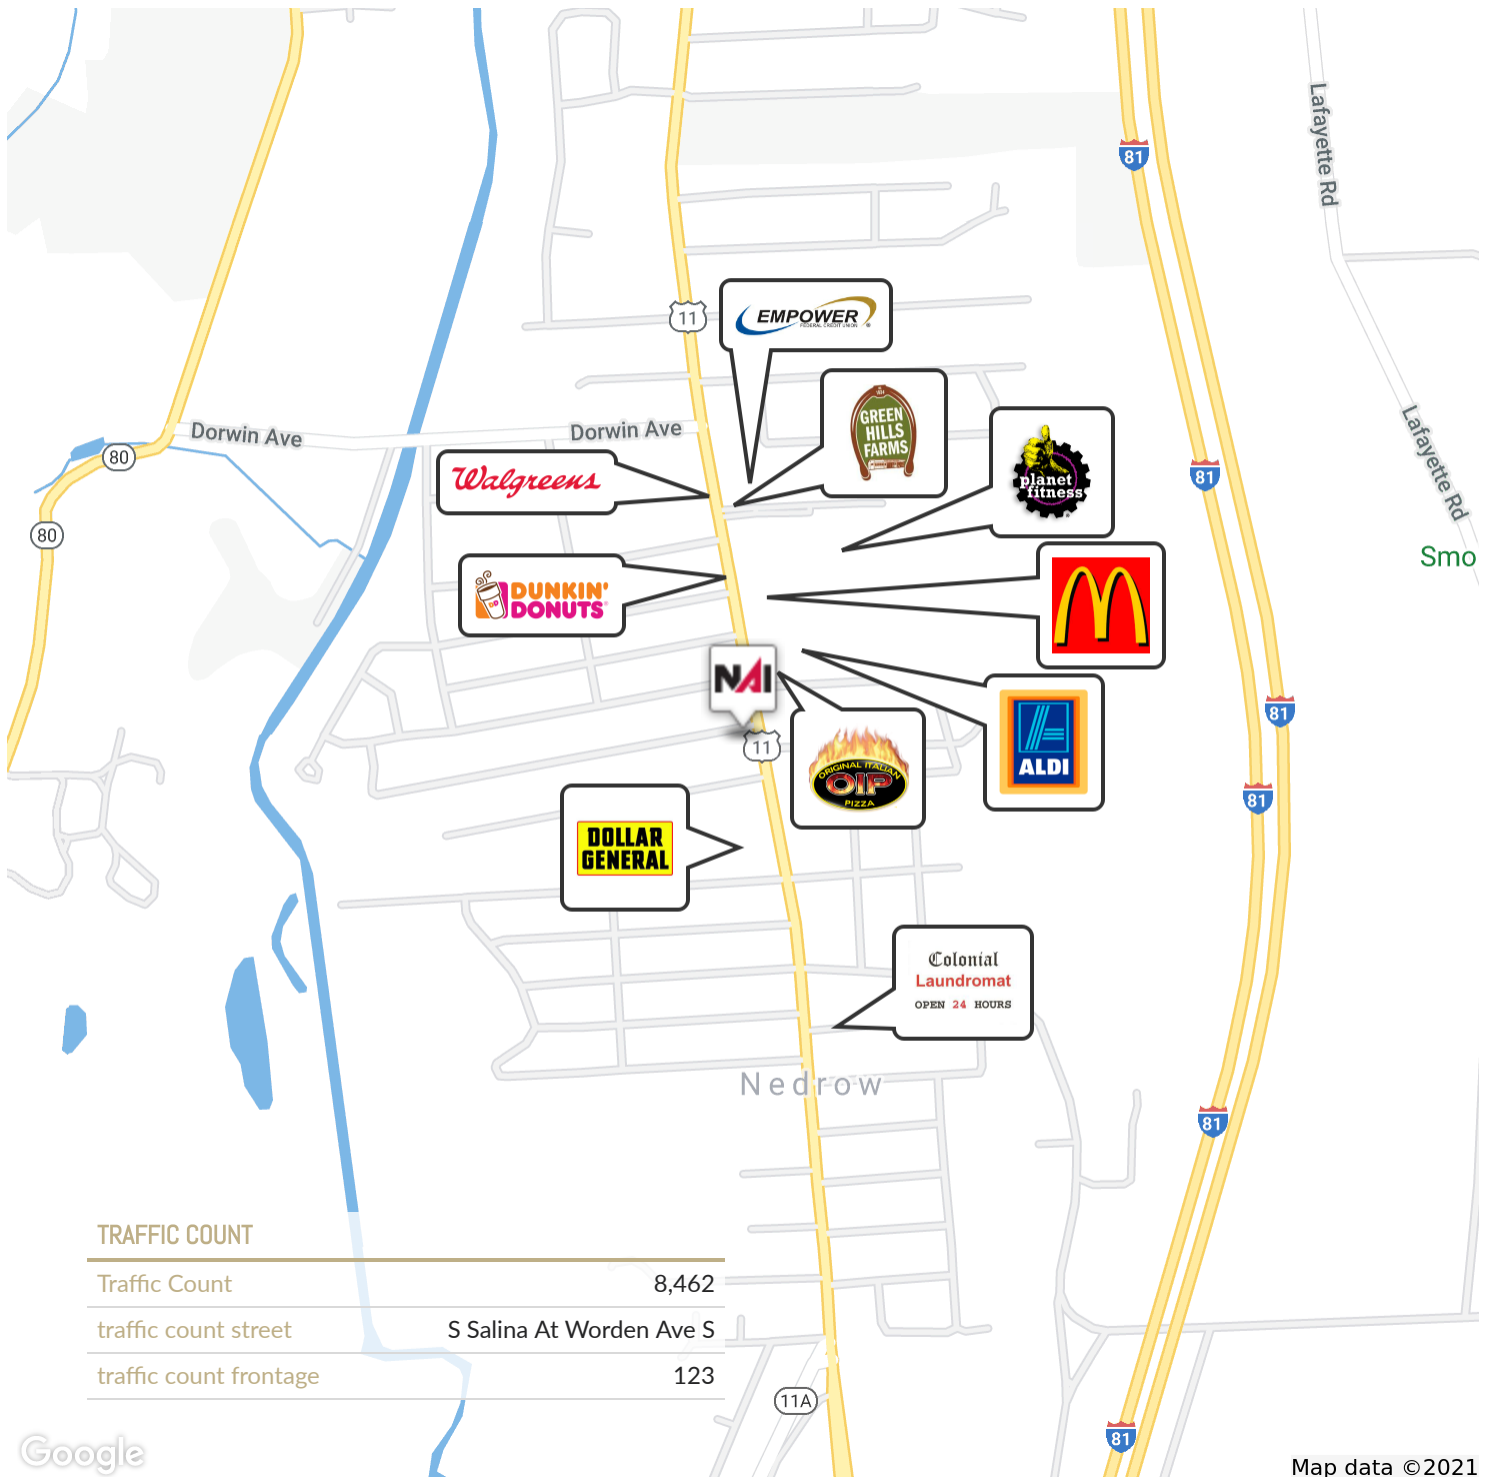 81
Lafayette Rd
11
EMPOWER
FEDERAL CREDIT UNION ®
GREEN
HILLS
FARMS
Dorwin Ave
Dorwin Ave
80
Walgreens
planet
fitness
81
Lafayette Rd
80
Smo
DUNKIN'
DONUTS
M
NAI
11
ORIGINAL ITALIAN
OIP
PIZZA
ALDI
81
81
DOLLAR
GENERAL
Colonial
Laundromat
OPEN 24 HOURS
Nedrow
81
TRAFFIC COUNT
Traffic Count 8,462
traffic count street S Salina At Worden Ave S
traffic count frontage 123
11A
81
Google
Map data ©2021